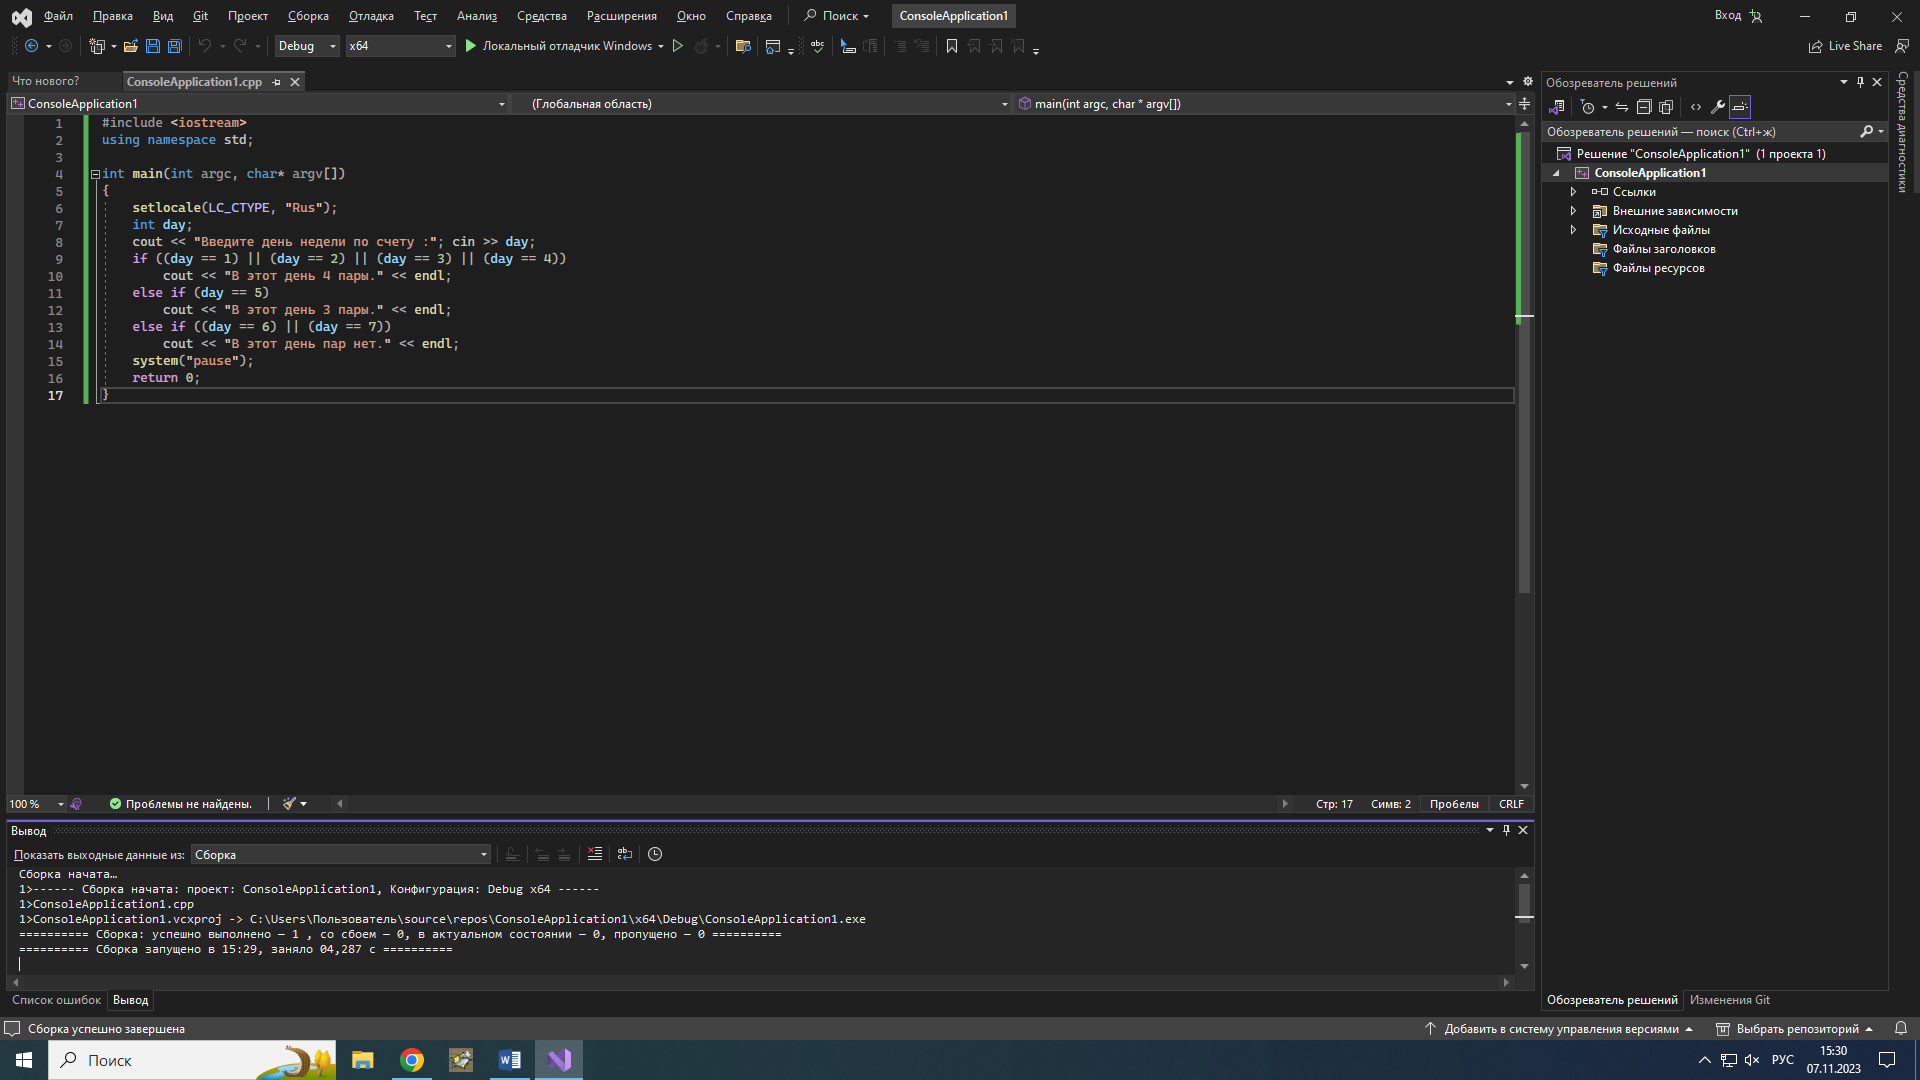 Файл Правка Вид Git Проект Сборка Отладка Тест Анализ Средства Расширения Окно Справка Поиск ConsoleApplication1 Вход
Debug x64 Локальный отладчик Windows Live Share
Что нового? ConsoleApplication1.cpp
ConsoleApplication1 (Глобальная область) main(int argc, char * argv[])
1 #include <iostream>
2 using namespace std;
3
4 int main(int argc, char* argv[])
5 {
6 setlocale(LC_CTYPE, "Rus");
7 int day;
8 cout << "Введите день недели по счету :"; cin >> day;
9 if ((day == 1) || (day == 2) || (day == 3) || (day == 4))
10 cout << "В этот день 4 пары." << endl;
11 else if (day == 5)
12 cout << "В этот день 3 пары." << endl;
13 else if ((day == 6) || (day == 7))
14 cout << "В этот день пар нет." << endl;
15 system("pause");
16 return 0;
17 }
100 % Проблемы не найдены. Стр: 17 Симв: 2 Пробелы CRLF
Вывод
Показать выходные данные из: Сборка
Сборка начата…
1>------ Сборка начата: проект: ConsoleApplication1, Конфигурация: Debug x64 ------
1>ConsoleApplication1.cpp
1>ConsoleApplication1.vcxproj -> C:\Users\Пользователь\source\repos\ConsoleApplication1\x64\Debug\ConsoleApplication1.exe
========== Сборка: успешно выполнено — 1 , со сбоем — 0, в актуальном состоянии — 0, пропущено — 0 ==========
========== Сборка запущено в 15:29, заняло 04,287 с ==========
Список ошибок Вывод
Обозреватель решений
Обозреватель решений — поиск (Ctrl+ж)
Решение "ConsoleApplication1" (1 проекта 1)
ConsoleApplication1
Ссылки
Внешние зависимости
Исходные файлы
Файлы заголовков
Файлы ресурсов
Обозреватель решений Изменения Git
Средства диагностики
Сборка успешно завершена Добавить в систему управления версиями Выбрать репозиторий
Поиск РУС 15:30
07.11.2023